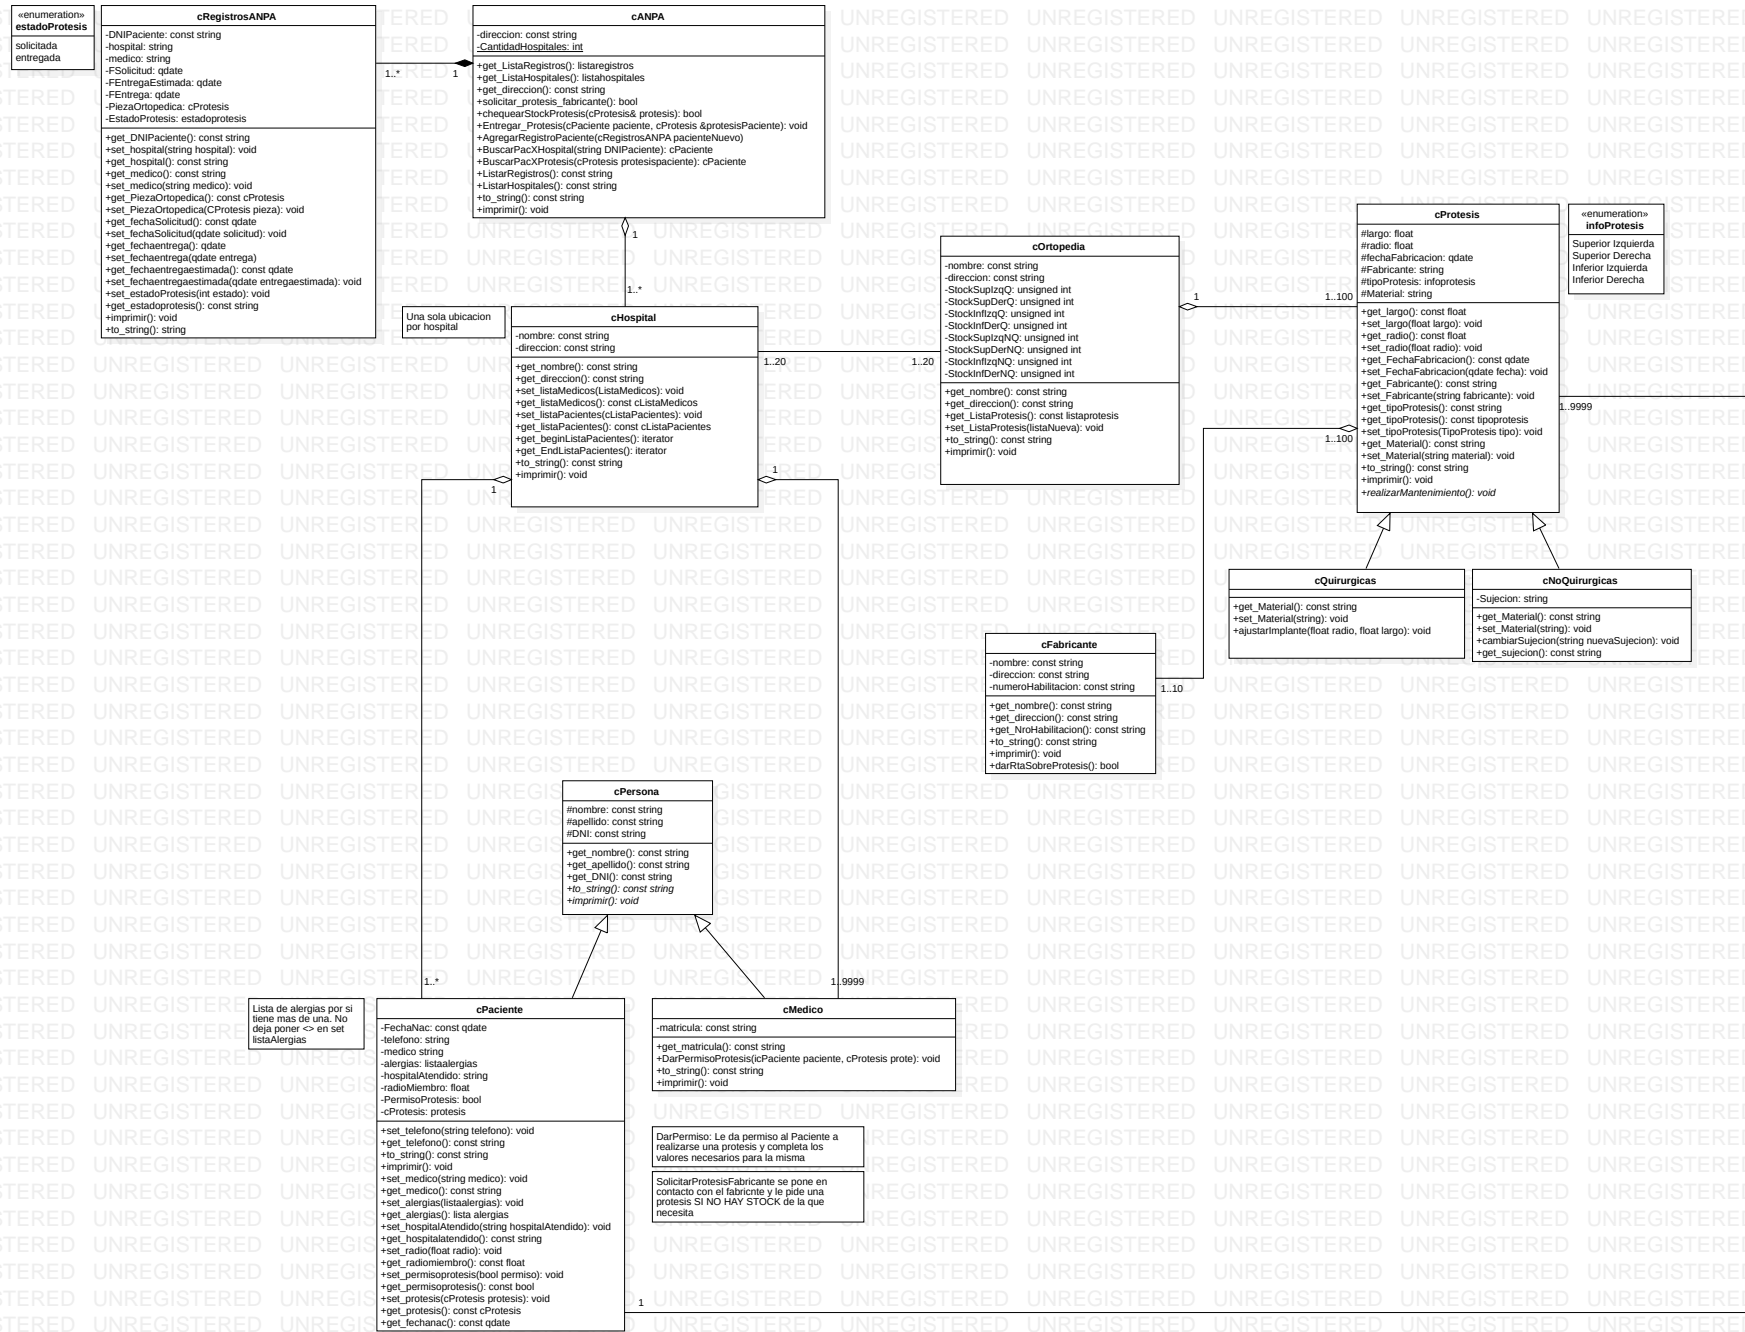 «enumeration»
estadoProtesis
solicitada
entregada
cRegistrosANPA
-DNIPaciente: const string
-hospital: string
-medico: string
-FSolicitud: qdate
-FEntregaEstimada: qdate
-FEntrega: qdate
-PiezaOrtopedica: cProtesis
-EstadoProtesis: estadoprotesis
+get_DNIPaciente(): const string
+set_hospital(string hospital): void
+get_hospital(): const string
+get_medico(): const string
+set_medico(string medico): void
+get_PiezaOrtopedica(): const cProtesis
+set_PiezaOrtopedica(CProtesis pieza): void
+get_fechaSolicitud(): const qdate
+set_fechaSolicitud(qdate solicitud): void
+get_fechaentrega(): qdate
+set_fechaentrega(qdate entrega)
+get_fechaentregaestimada(): const qdate
+set_fechaentregaestimada(qdate entregaestimada): void
+set_estadoProtesis(int estado): void
+get_estadoprotesis(): const string
+imprimir(): void
+to_string(): string
1..*
1
cANPA
-direccion: const string
-CantidadHospitales: int
+get_ListaRegistros(): listaregistros
+get_ListaHospitales(): listahospitales
+get_direccion(): const string
+solicitar_protesis_fabricante(): bool
+chequearStockProtesis(cProtesis& protesis): bool
+Entregar_Protesis(cPaciente paciente, cProtesis &protesisPaciente): void
+AgregarRegistroPaciente(cRegistrosANPA pacienteNuevo)
+BuscarPacXHospital(string DNIPaciente): cPaciente
+BuscarPacXProtesis(cProtesis protesispaciente): cPaciente
+ListarRegistros(): const string
+ListarHospitales(): const string
+to_string(): const string
+imprimir(): void
1
1..*
Una sola ubicacion
por hospital
cHospital
-nombre: const string
-direccion: const string
+get_nombre(): const string
+get_direccion(): const string
+set_listaMedicos(ListaMedicos): void
+get_listaMedicos(): const cListaMedicos
+set_listaPacientes(cListaPacientes): void
+get_listaPacientes(): const cListaPacientes
+get_beginListaPacientes(): iterator
+get_EndListaPacientes(): iterator
+to_string(): const string
+imprimir(): void
1
1
1..20
1..20
cOrtopedia
-nombre: const string
-direccion: const string
-StockSupIzqQ: unsigned int
-StockSupDerQ: unsigned int
-StockInfIzqQ: unsigned int
-StockInfDerQ: unsigned int
-StockSupIzqNQ: unsigned int
-StockSupDerNQ: unsigned int
-StockInfIzqNQ: unsigned int
-StockInfDerNQ: unsigned int
+get_nombre(): const string
+get_direccion(): const string
+get_ListaProtesis(): const listaprotesis
+set_ListaProtesis(listaNueva): void
+to_string(): const string
+imprimir(): void
1
1..100
cProtesis
#largo: float
#radio: float
#fechaFabricacion: qdate
#Fabricante: string
#tipoProtesis: infoprotesis
#Material: string
+get_largo(): const float
+set_largo(float largo): void
+get_radio(): const float
+set_radio(float radio): void
+get_FechaFabricacion(): const qdate
+set_FechaFabricacion(qdate fecha): void
+get_Fabricante(): const string
+set_Fabricante(string fabricante): void
+get_tipoProtesis(): const string
+get_tipoProtesis(): const tipoprotesis
+set_tipoProtesis(TipoProtesis tipo): void
+get_Material(): const string
+set_Material(string material): void
+to_string(): const string
+imprimir(): void
+realizarMantenimiento(): void
«enumeration»
infoProtesis
Superior Izquierda
Superior Derecha
Inferior Izquierda
Inferior Derecha
1..9999
1..100
cQuirurgicas
+get_Material(): const string
+set_Material(string): void
+ajustarImplante(float radio, float largo): void
cNoQuirurgicas
-Sujecion: string
+get_Material(): const string
+set_Material(string): void
+cambiarSujecion(string nuevaSujecion): void
+get_sujecion(): const string
cFabricante
-nombre: const string
-direccion: const string
-numeroHabilitacion: const string
+get_nombre(): const string
+get_direccion(): const string
+get_NroHabilitacion(): const string
+to_string(): const string
+imprimir(): void
+darRtaSobreProtesis(): bool
1..10
cPersona
#nombre: const string
#apellido: const string
#DNI: const string
+get_nombre(): const string
+get_apellido(): const string
+get_DNI(): const string
+to_string(): const string
+imprimir(): void
1..*
1..9999
Lista de alergias por si
tiene mas de una. No
deja poner <> en set
listaAlergias
cPaciente
-FechaNac: const qdate
-telefono: string
-medico string
-alergias: listaalergias
-hospitalAtendido: string
-radioMiembro: float
-PermisoProtesis: bool
-cProtesis: protesis
+set_telefono(string telefono): void
+get_telefono(): const string
+to_string(): const string
+imprimir(): void
+set_medico(string medico): void
+get_medico(): const string
+set_alergias(listaalergias): void
+get_alergias(): lista alergias
+set_hospitalAtendido(string hospitalAtendido): void
+get_hospitalatendido(): const string
+set_radio(float radio): void
+get_radiomiembro(): const float
+set_permisoprotesis(bool permiso): void
+get_permisoprotesis(): const bool
+set_protesis(cProtesis protesis): void
+get_protesis(): const cProtesis
+get_fechanac(): const qdate
1
cMedico
-matricula: const string
+get_matricula(): const string
+DarPermisoProtesis(icPaciente paciente, cProtesis prote): void
+to_string(): const string
+imprimir(): void
DarPermiso: Le da permiso al Paciente a
realizarse una protesis y completa los
valores necesarios para la misma
SolicitarProtesisFabricante se pone en
contacto con el fabricnte y le pide una
protesis SI NO HAY STOCK de la que
necesita